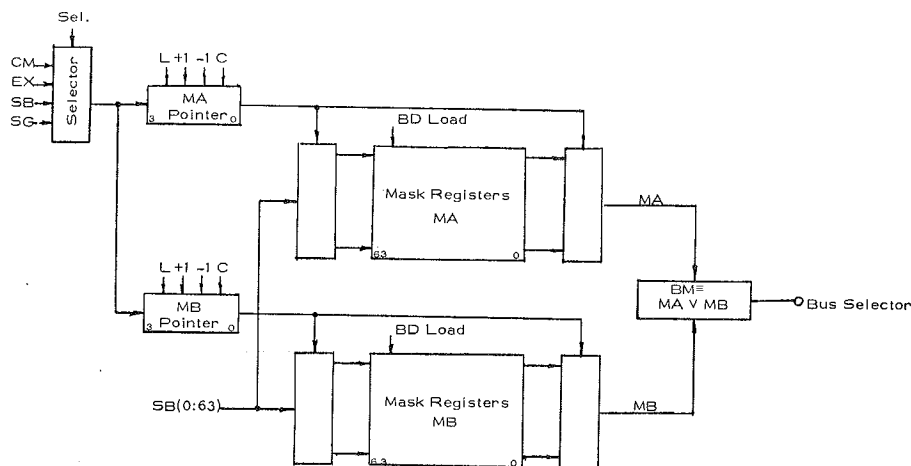 Sel.
CM
EX
SB
SG
Selector
L +1 -1 C
MA
Pointer
3 0
BD Load
Mask Registers
MA
63 0
MA
L +1 -1 C
MB
Pointer
3 0
BM≡
MA V MB
Bus Selector
BD Load
SB(0:63)
Mask Registers
MB
63 0
MB